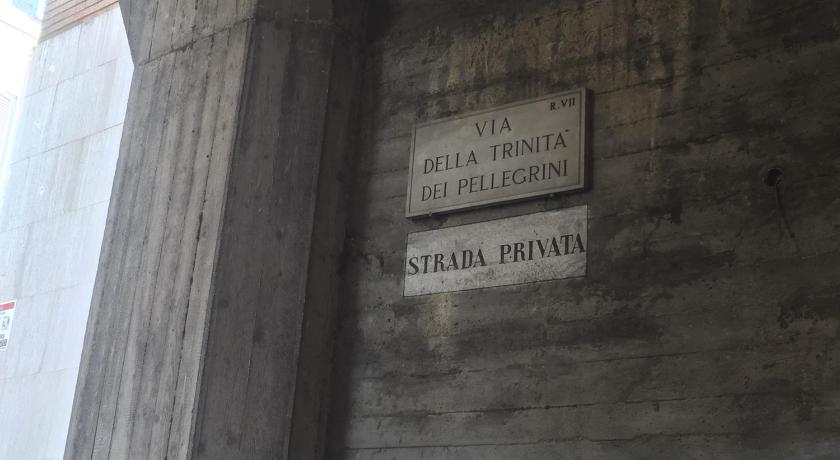 R. VII
VIA
DELLA TRINITA'
DEI PELLEGRINI
STRADA PRIVATA